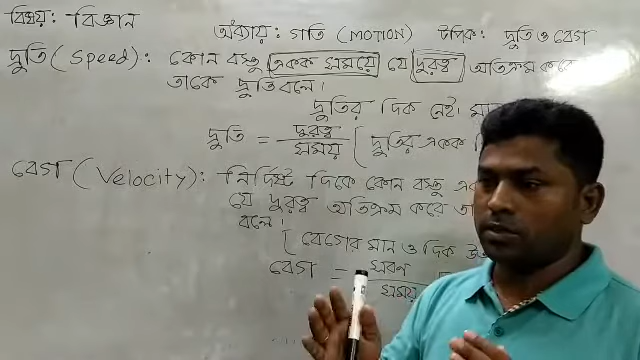 বিষয়: বিজ্ঞান
অধ্যায়: গতি (MOTION) টপিক: দ্রুতি ও বেগ
দ্রুতি (Speed): কোন বস্তু একক সময়ে যে দুরত্ব অতিক্রম করে
তাকে দ্রুতি বলে।
দ্রুতির দিক নেই।
দ্রুতি = দুরত্ব / সময় [ দ্রুতির একক
বেগ (Velocity): নির্দিষ্ট দিকে কোন বস্তু
যে দুরত্ব অতিক্রম করে
বলে।
[ বেগের মান ও দিক
বেগ = সরণ / সময়